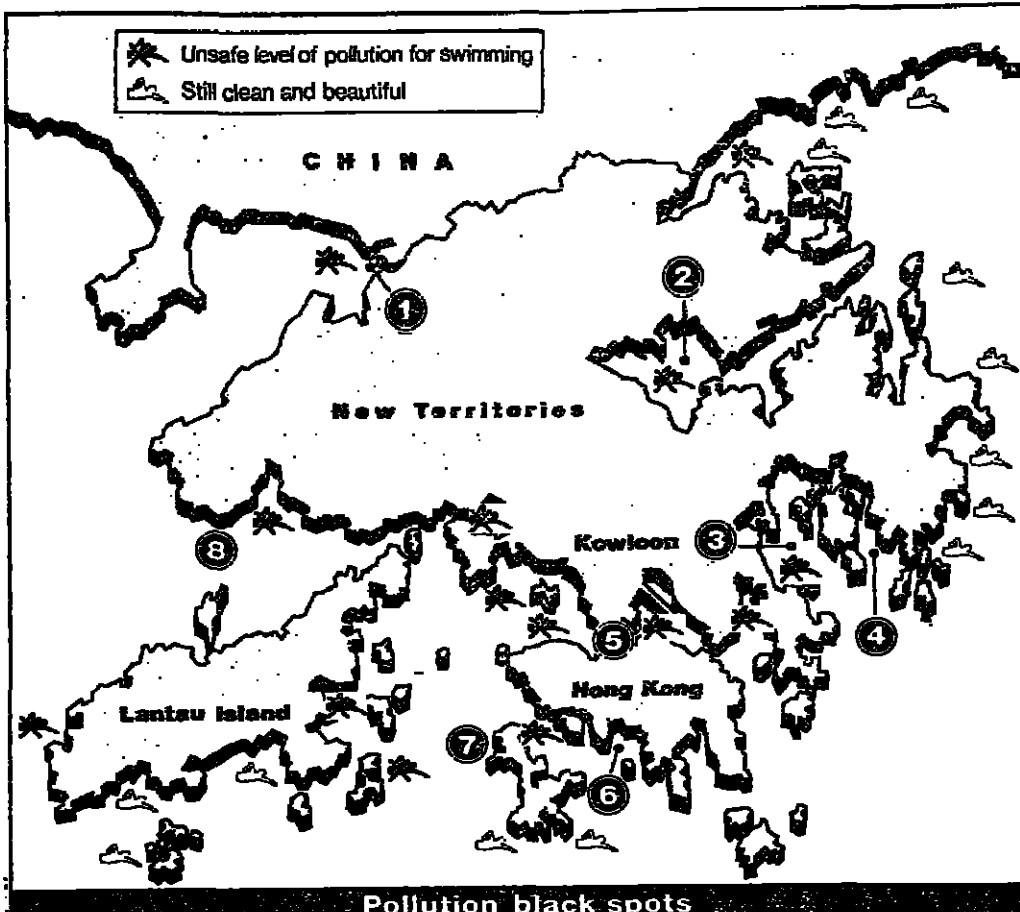 Unsafe level of pollution for swimming
Still clean and beautiful
CHINA
1
2
New Territories
8
Kowloon
3
5
4
Hong Kong
Lantau Island
7
6
Pollution black spots